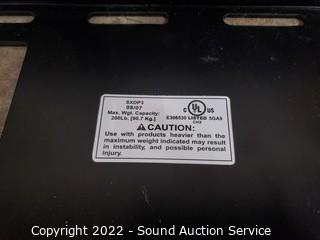 SXDP3
08/07
Max. Wgt. Capacity:
200Lb. [90.7 Kg.]
C UL US
E306530 LISTED 5GA9
CAUTION:
Use with products heavier than the
maximum weight indicated may result
in instability, and possible personal
injury.
Copyright 2022 - Sound Auction Service